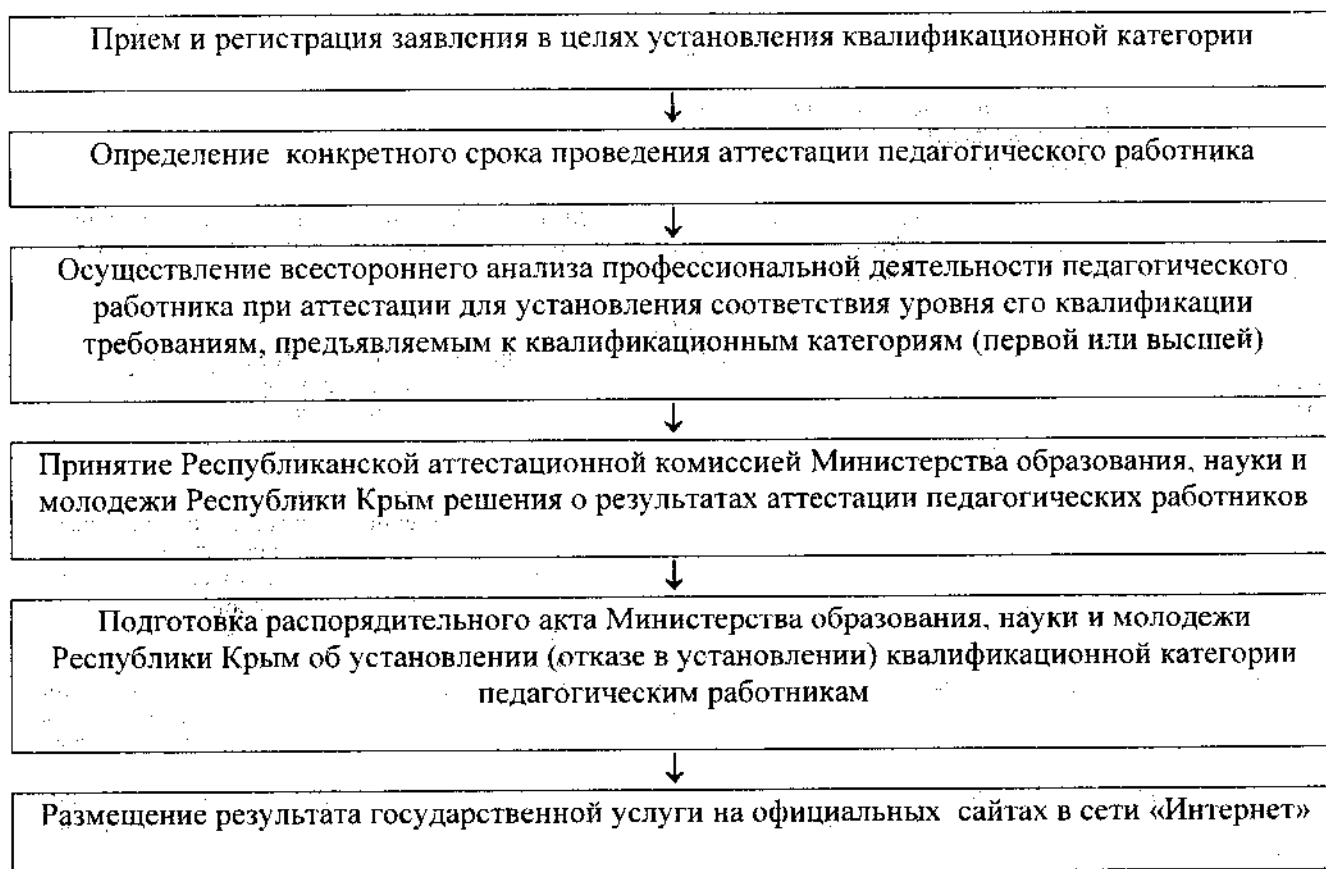 Прием и регистрация заявления в целях установления квалификационной категории
Определение конкретного срока проведения аттестации педагогического работника
Осуществление всестороннего анализа профессиональной деятельности педагогического
работника при аттестации для установления соответствия уровня его квалификации
требованиям, предъявляемым к квалификационным категориям (первой или высшей)
Принятие Республиканской аттестационной комиссией Министерства образования, науки и
молодежи Республики Крым решения о результатах аттестации педагогических работников
Подготовка распорядительного акта Министерства образования, науки и молодежи
Республики Крым об установлении (отказе в установлении) квалификационной категории
педагогическим работникам
Размещение результата государственной услуги на официальных сайтах в сети «Интернет»